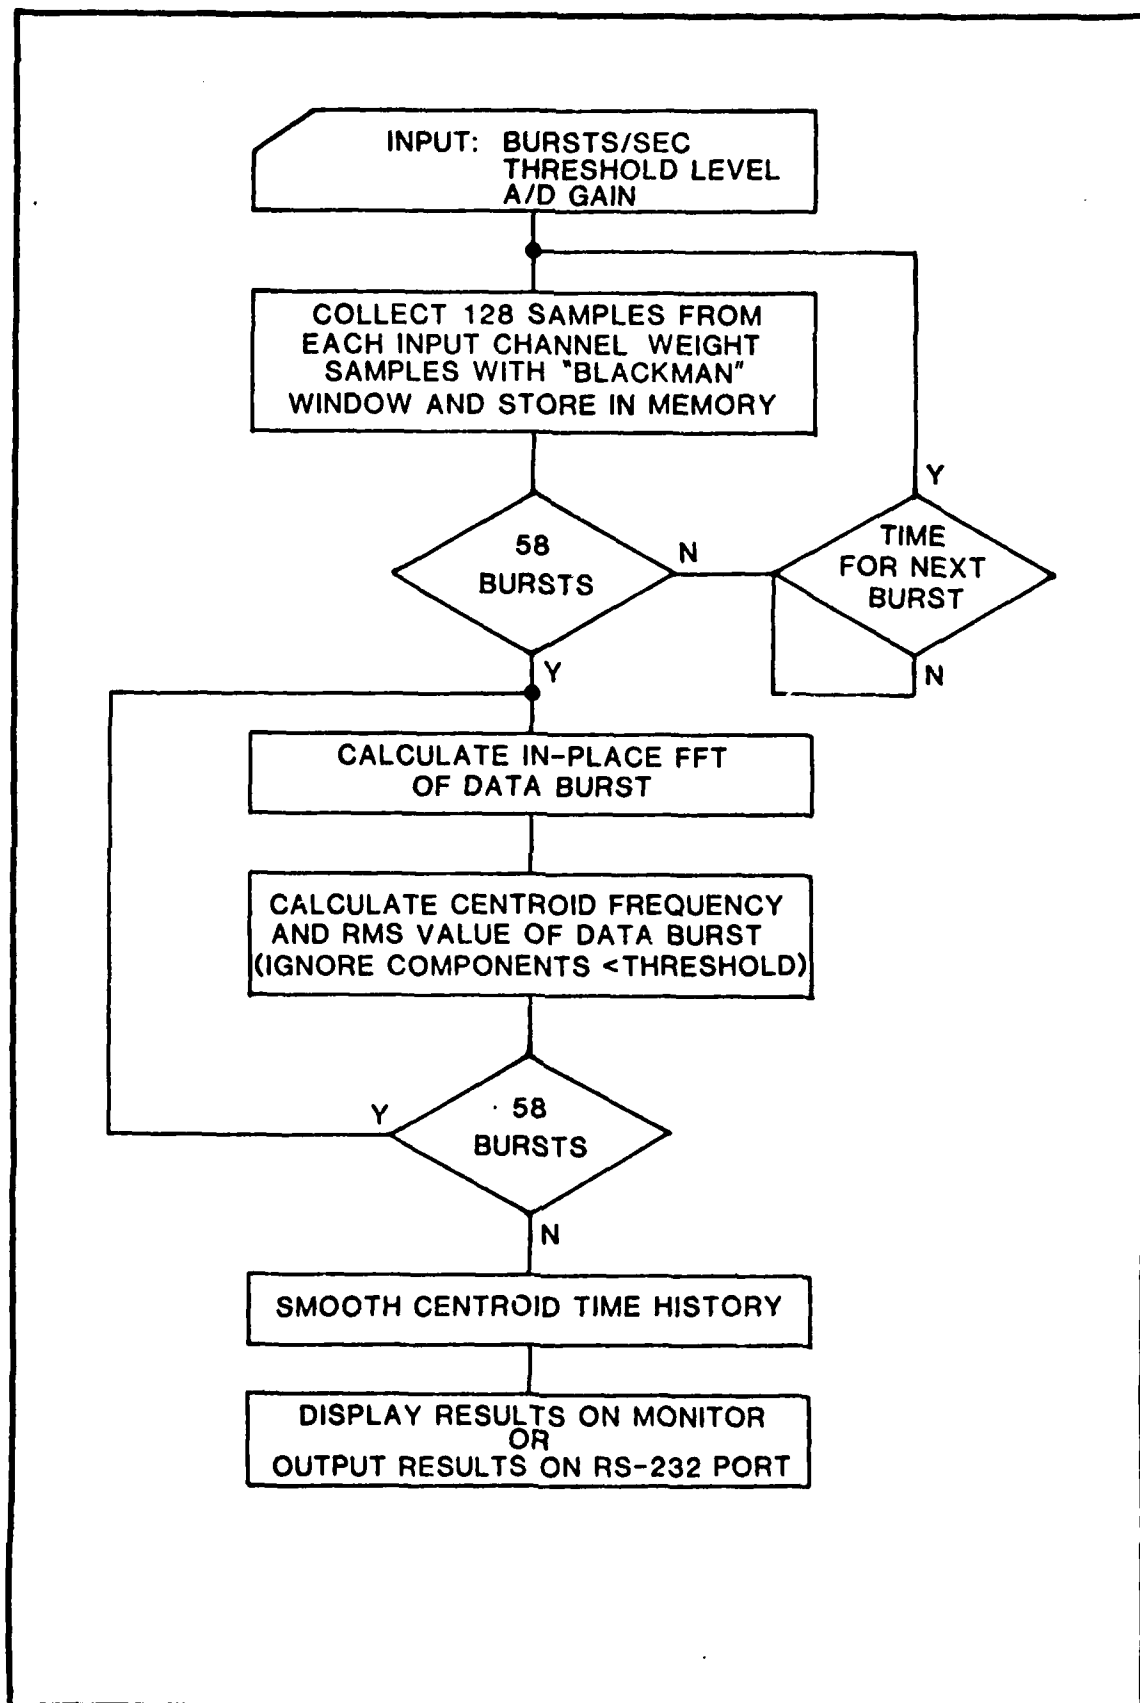 INPUT: BURSTS/SEC
THRESHOLD LEVEL
A/D GAIN
COLLECT 128 SAMPLES FROM
EACH INPUT CHANNEL WEIGHT
SAMPLES WITH "BLACKMAN"
WINDOW AND STORE IN MEMORY
58
BURSTS
N
Y
TIME
FOR NEXT
BURST
N
Y
CALCULATE IN-PLACE FFT
OF DATA BURST
CALCULATE CENTROID FREQUENCY
AND RMS VALUE OF DATA BURST
(IGNORE COMPONENTS <THRESHOLD)
Y
58
BURSTS
N
SMOOTH CENTROID TIME HISTORY
DISPLAY RESULTS ON MONITOR
OR
OUTPUT RESULTS ON RS-232 PORT